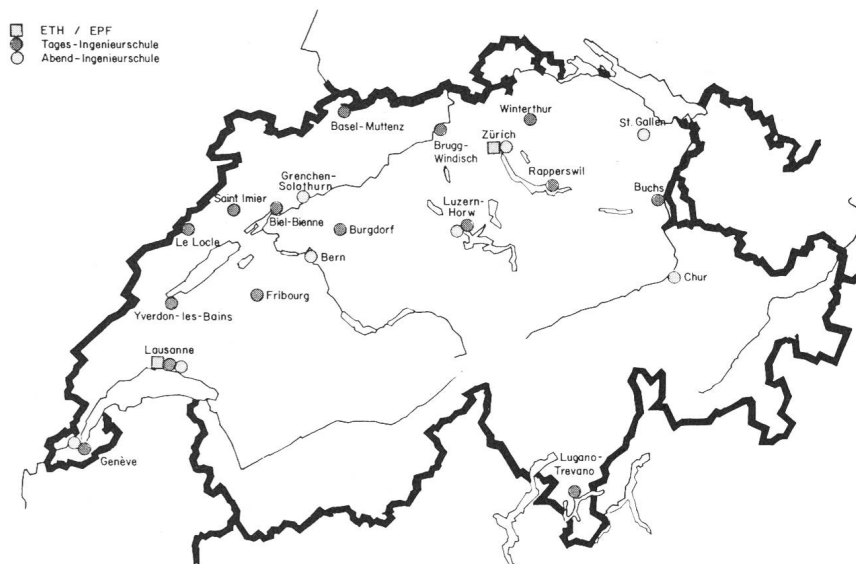 ETH / EPF
Tages-Ingenieurschule
Abend-Ingenieurschule
Basel-Muttenz
Winterthur
Brugg-
Windisch
Zürich
St. Gallen
Rapperswil
Grenchen-
Solothurn
Saint Imier
Biel-Bienne
Luzern-
Horw
Buchs
Le Locle
Burgdorf
Bern
Chur
Fribourg
Yverdon-les-Bains
Lausanne
Genève
Lugano-
Trevano